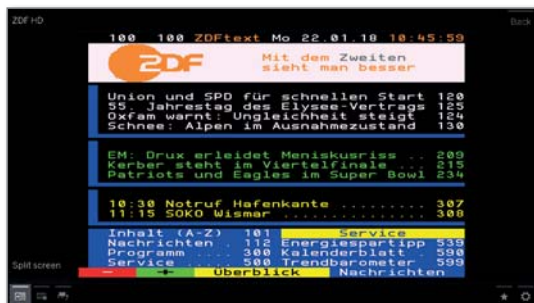 ZDF HD
Back
100 100 ZDFtext Mo 22.01.18 10:45:59
ZDF
Mit dem Zweiten
sieht man besser
Union und SPD für schnellen Start 120
55. Jahrestag des Elysee-Vertrags 125
Oxfam warnt: Ungleichheit steigt 124
Schnee: Alpen im Ausnahmezustand 130
EM: Drux erleidet Meniskusriss .. 209
Kerber steht im Viertelfinale ... 215
Patriots und Eagles im Super Bowl 234
10:30 Notruf Hafenkante ......... 307
11:15 SOKO Wismar ............... 308
Inhalt (A-Z) 101 Service
Nachrichten . 112 Energiespartipp 539
Programm .... 300 Kalenderblatt 590
Service ..... 500 Trendbarometer 599
Split screen
- + Überblick Nachrichten